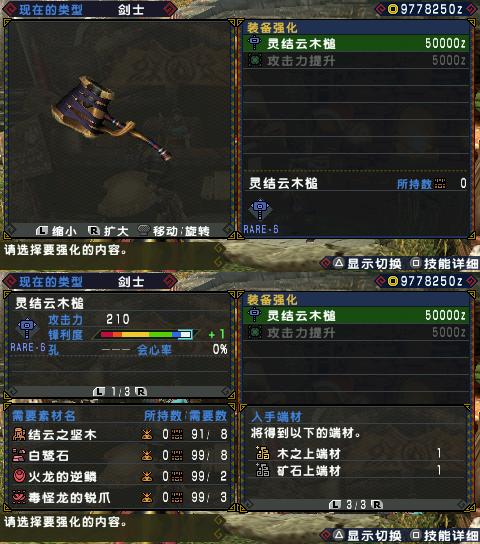 现在的类型 剑士
9778250z
装备强化
灵结云木槌 50000z
攻击力提升 5000z
灵结云木槌 所持数 0
RARE-6
L 缩小 R 扩大 移动/旋转
请选择要强化的内容。
△显示切换 □技能详细
现在的类型 剑士
9778250z
灵结云木槌
攻击力 210
锋利度 +1
RARE-6 孔 --- 会心率 0%
L 1/3 R
装备强化
灵结云木槌 50000z
攻击力提升 5000z
需要素材名 所持数/需要数
结云之坚木 0 91/ 8
白鹭石 0 99/ 8
火龙的逆鳞 0 99/ 2
毒怪龙的锐爪 0 99/ 3
入手端材
将得到以下的端材。
木之上端材 1
矿石上端材 1
L 3/3 R
请选择要强化的内容。
△显示切换 □技能详细